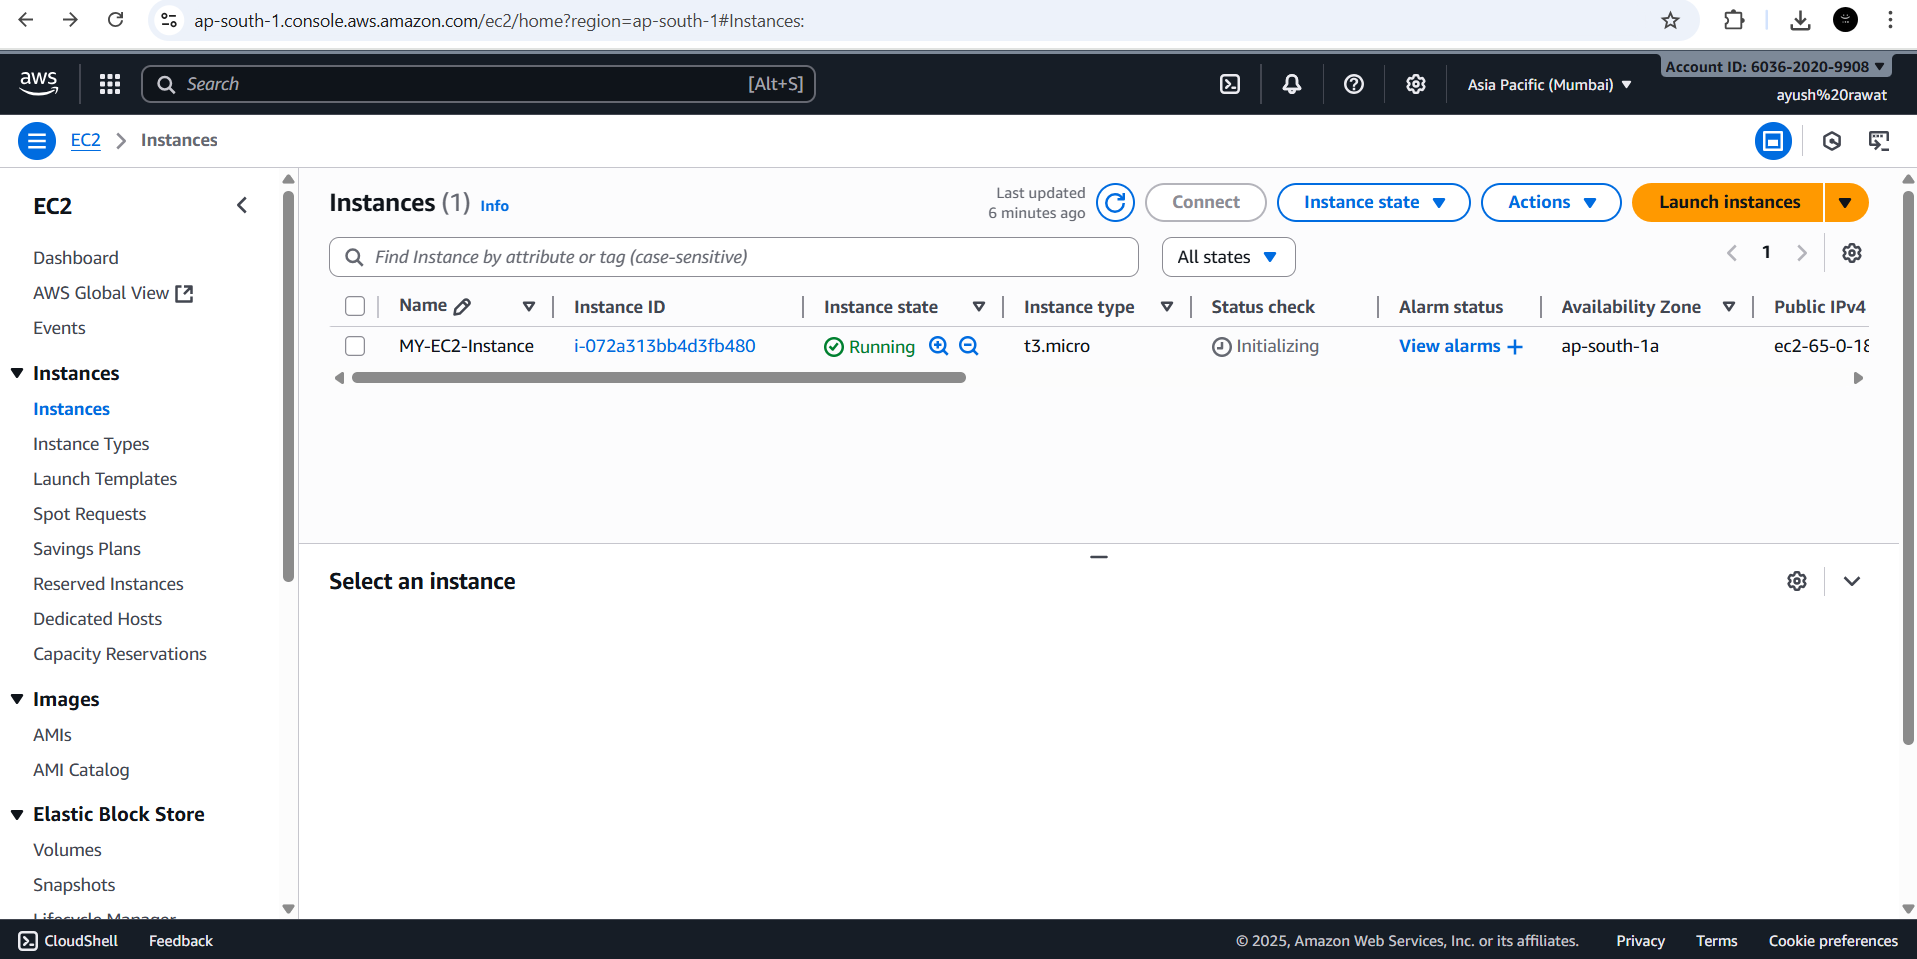 ap-south-1.console.aws.amazon.com/ec2/home?region=ap-south-1#Instances:
aws
Search
[Alt+S]
Asia Pacific (Mumbai)
Account ID: 6036-2020-9908
ayush%20rawat
EC2
Instances
EC2
Dashboard
AWS Global View
Events
Instances
Instances
Instance Types
Launch Templates
Spot Requests
Savings Plans
Reserved Instances
Dedicated Hosts
Capacity Reservations
Images
AMIs
AMI Catalog
Elastic Block Store
Volumes
Snapshots
Lifecycle Manager
Instances (1) Info
Last updated
6 minutes ago
Connect
Instance state
Actions
Launch instances
Find Instance by attribute or tag (case-sensitive)
All states
1
Name Instance ID Instance state Instance type Status check Alarm status Availability Zone Public IPv4
MY-EC2-Instance i-072a313bb4d3fb480 Running t3.micro Initializing View alarms + ap-south-1a ec2-65-0-18
Select an instance
CloudShell Feedback © 2025, Amazon Web Services, Inc. or its affiliates. Privacy Terms Cookie preferences